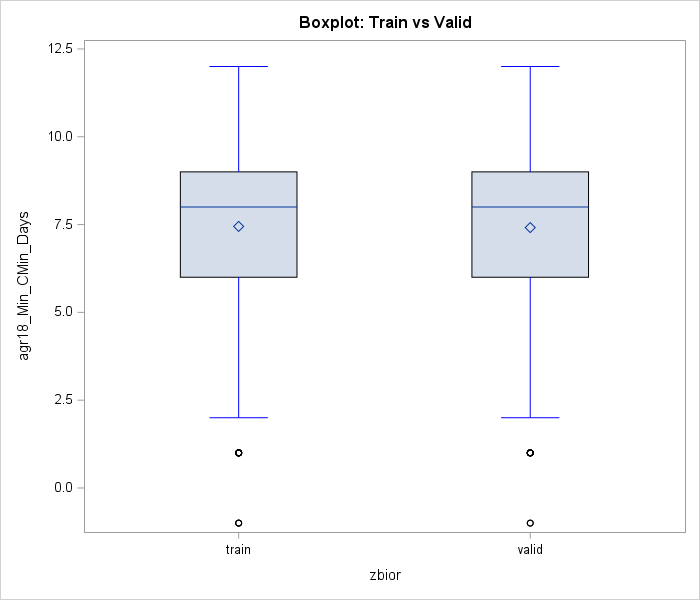 Boxplot: Train vs Valid
agr18_Min_CMin_Days
12.5
10.0
7.5
5.0
2.5
0.0
train
valid
zbior